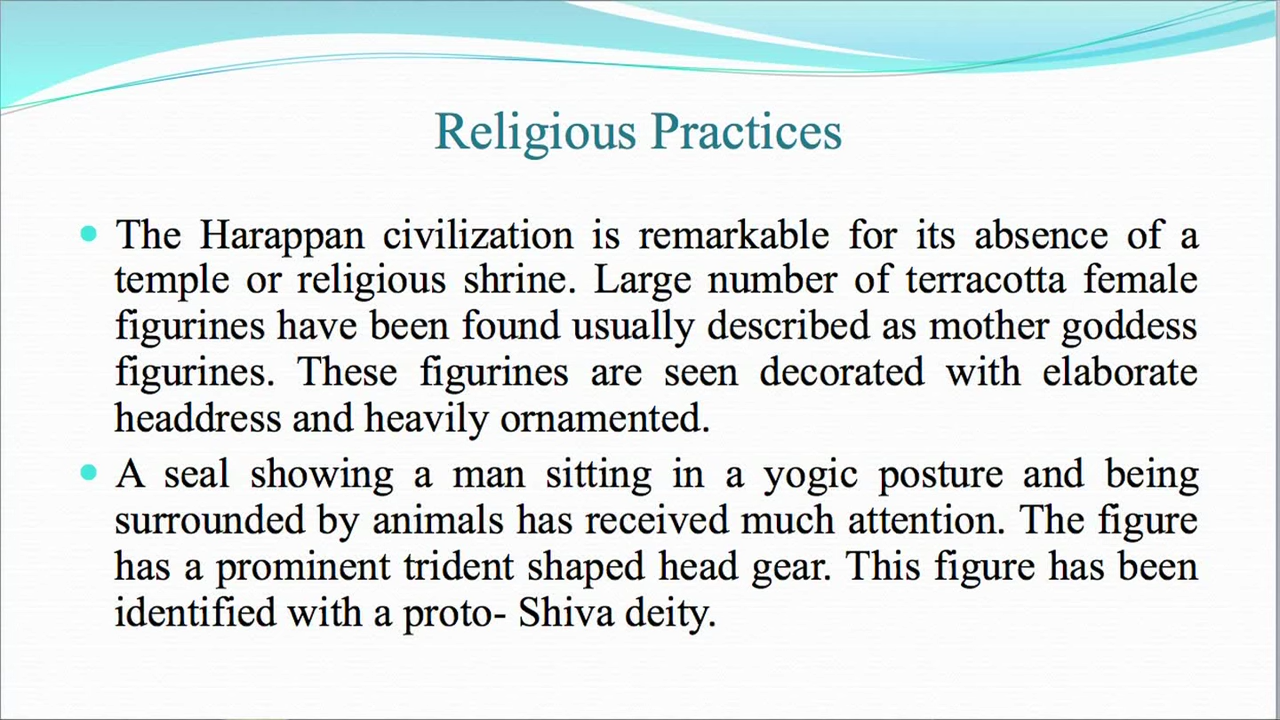 Religious Practices
The Harappan civilization is remarkable for its absence of a
temple or religious shrine. Large number of terracotta female
figurines have been found usually described as mother goddess
figurines. These figurines are seen decorated with elaborate
headdress and heavily ornamented.
A seal showing a man sitting in a yogic posture and being
surrounded by animals has received much attention. The figure
has a prominent trident shaped head gear. This figure has been
identified with a proto- Shiva deity.